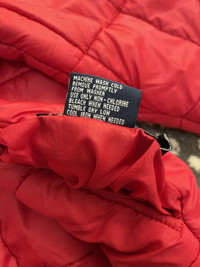 MACHINE WASH COLD
REMOVE PROMPTLY
FROM WASHER
USE ONLY NON-CHLORINE
BLEACH WHEN NEEDED
TUMBLE DRY LOW
COOL IRON WHEN NEEDED